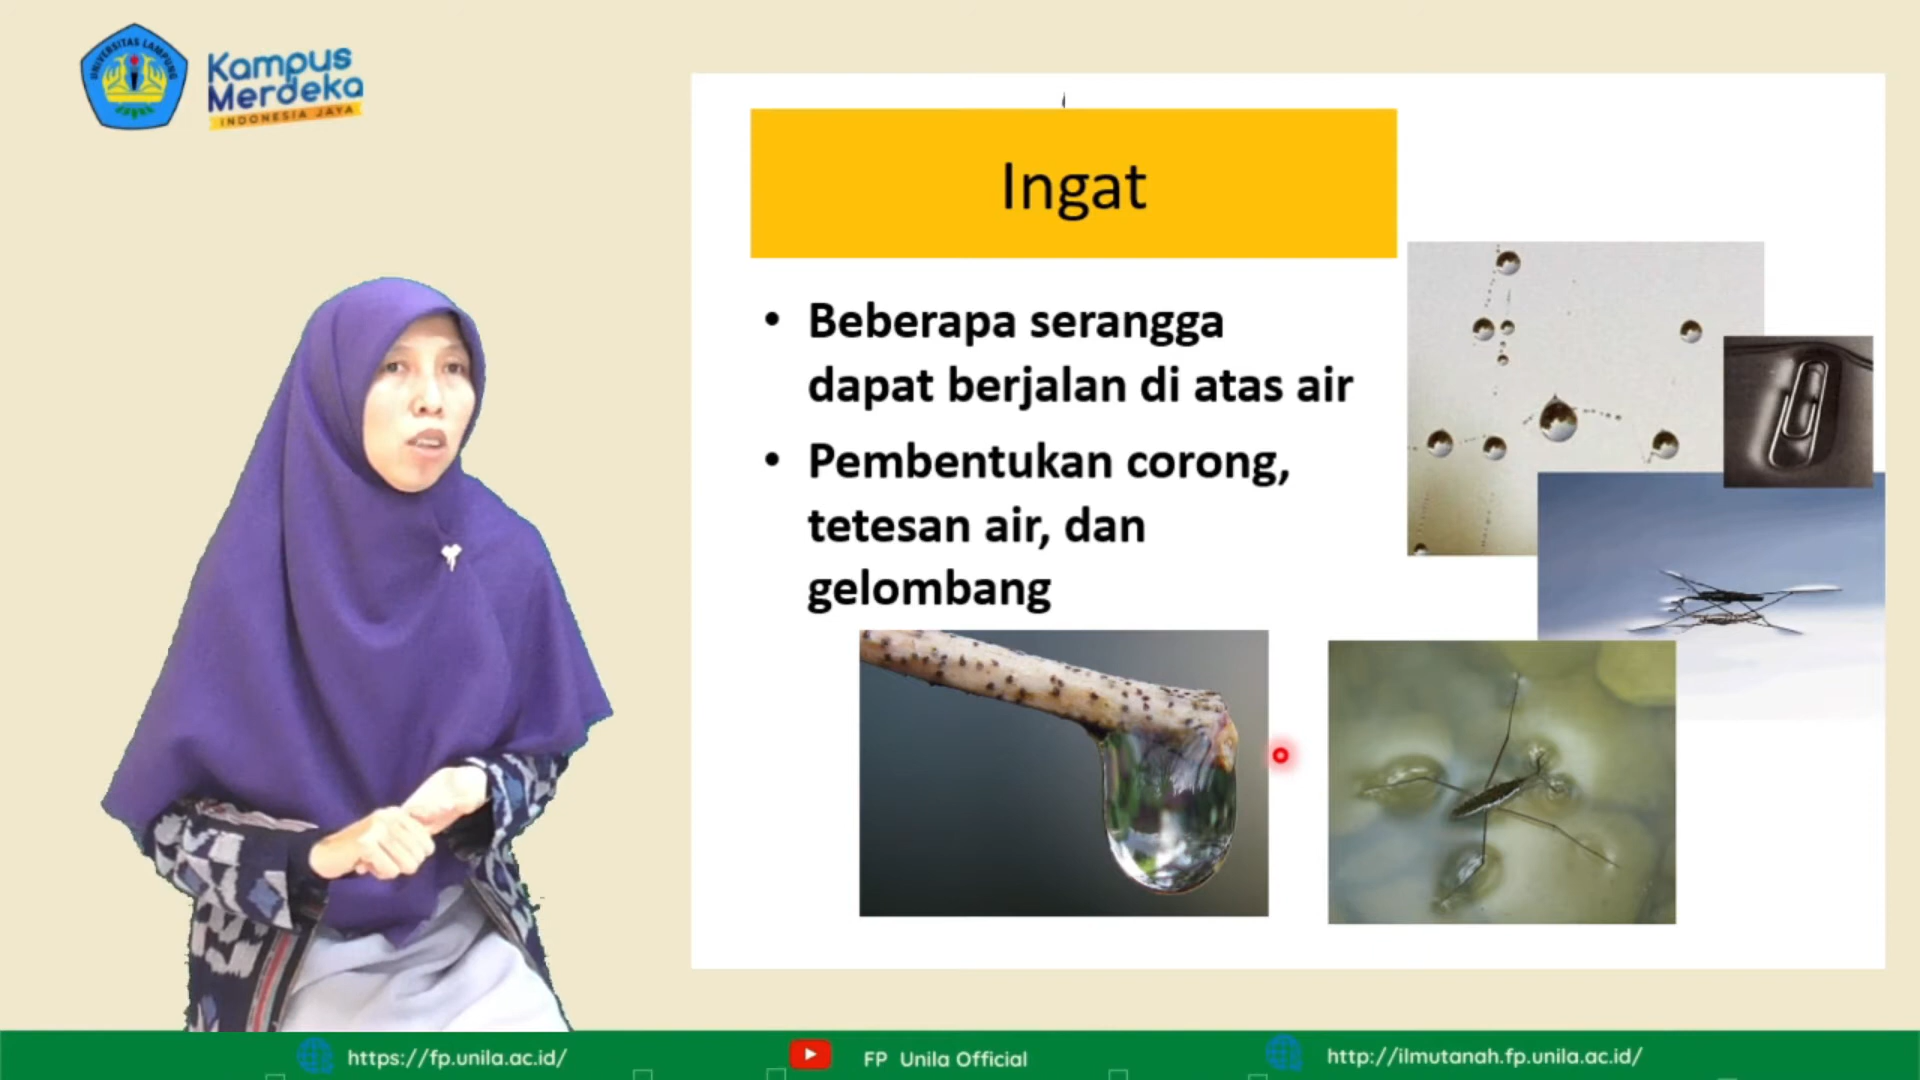 UNIVERSITAS LAMPUNG
Kampus
Merdeka
INDONESIA JAYA
Ingat
• Beberapa serangga
dapat berjalan di atas air
• Pembentukan corong,
tetesan air, dan
gelombang
https://fp.unila.ac.id/
FP Unila Official
http://ilmutanah.fp.unila.ac.id/